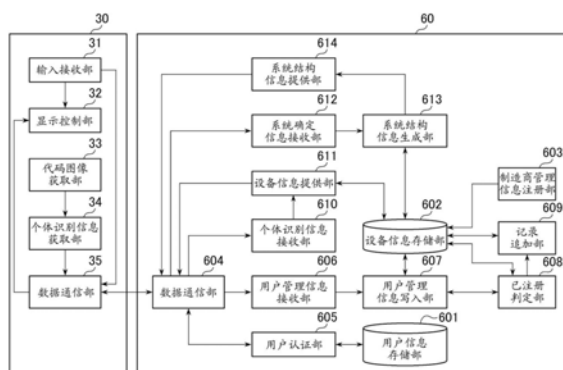 30
31
输入接收部
32
显示控制部
33
代码图像
获取部
34
个体识别信息
获取部
35
数据通信部
60
614
系统结构
信息提供部
612
系统确定
信息接收部
613
系统结构
信息生成部
611
设备信息提供部
610
个体识别信息
接收部
602
设备信息存储部
603
制造商管理
信息注册部
609
记录
追加部
604
数据通信部
606
用户管理信息
接收部
607
用户管理
信息写入部
608
已注册
判定部
605
用户认证部
601
用户信息
存储部